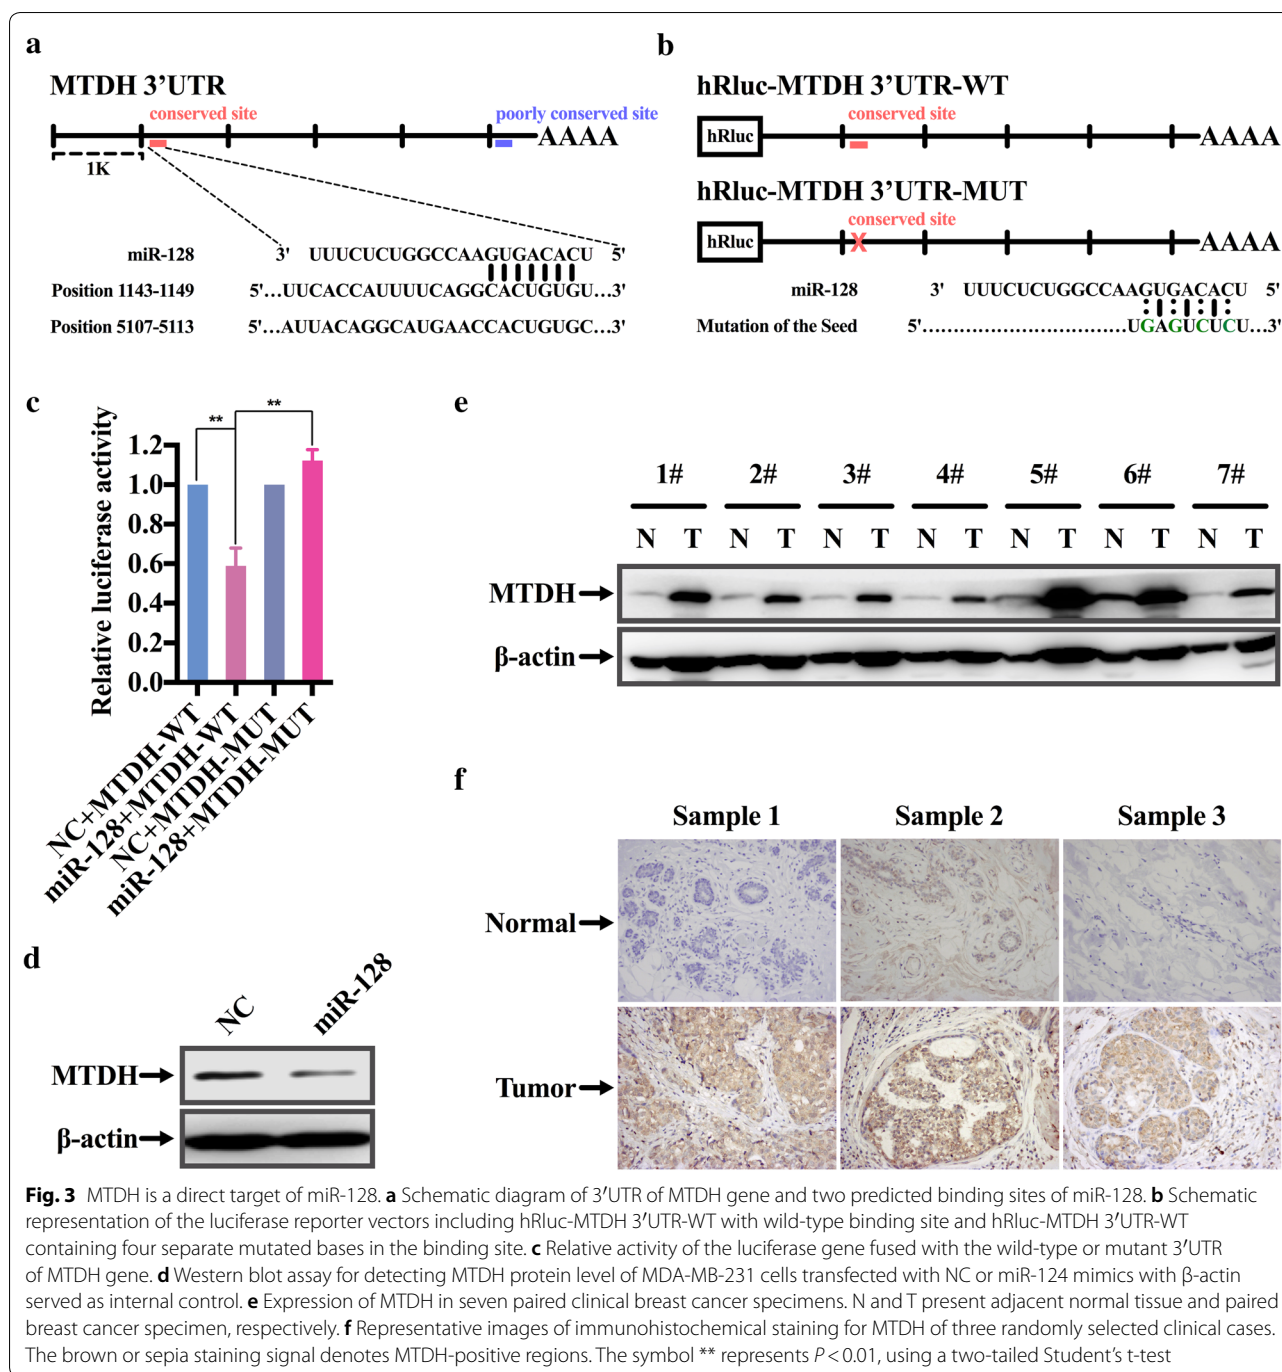 a
MTDH 3’UTR
conserved site
poorly conserved site
AAAA
1K
miR-128 3' UUUCUCUGGCCAAGUGACACU 5'
Position 1143-1149 5'...UUCACCAUUUUCAGGCACUGUGU...3'
Position 5107-5113 5'...AUUACAGGCAUGAACCACUGUGC...3'
b
hRluc-MTDH 3’UTR-WT
conserved site
hRluc AAAA
hRluc-MTDH 3’UTR-MUT
conserved site
hRluc X AAAA
miR-128 3' UUUCUCUGGCCAAGUGACACU 5'
Mutation of the Seed 5'..............................UGAGUCUCU...3'
c
Relative luciferase activity
** **
1.2
1.0
0.8
0.6
0.4
0.2
0.0
NC+MTDH-WT
miR-128+MTDH-WT
NC+MTDH-MUT
miR-128+MTDH-MUT
d
NC miR-128
MTDH
β-actin
e
1# 2# 3# 4# 5# 6# 7#
N T N T N T N T N T N T N T
MTDH
β-actin
f
Sample 1 Sample 2 Sample 3
Normal
Tumor
Fig. 3 MTDH is a direct target of miR-128. a Schematic diagram of 3′UTR of MTDH gene and two predicted binding sites of miR-128. b Schematic
representation of the luciferase reporter vectors including hRluc-MTDH 3′UTR-WT with wild-type binding site and hRluc-MTDH 3′UTR-WT
containing four separate mutated bases in the binding site. c Relative activity of the luciferase gene fused with the wild-type or mutant 3′UTR
of MTDH gene. d Western blot assay for detecting MTDH protein level of MDA-MB-231 cells transfected with NC or miR-124 mimics with β-actin
served as internal control. e Expression of MTDH in seven paired clinical breast cancer specimens. N and T present adjacent normal tissue and paired
breast cancer specimen, respectively. f Representative images of immunohistochemical staining for MTDH of three randomly selected clinical cases.
The brown or sepia staining signal denotes MTDH-positive regions. The symbol ** represents P < 0.01, using a two-tailed Student’s t-test